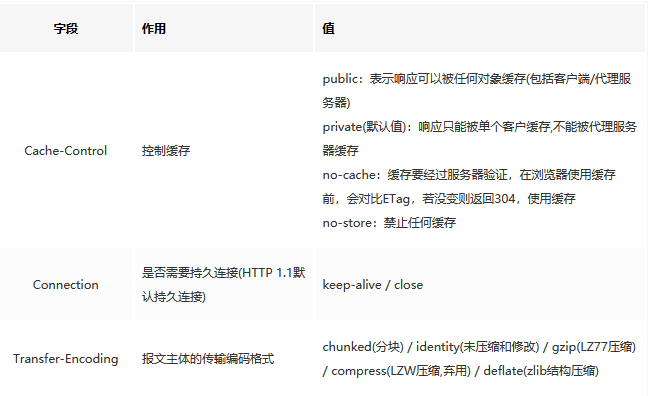 字段 作用 值
public：表示响应可以被任何对象缓存(包括客户端/代理服
务器)
private(默认值)：响应只能被单个客户缓存,不能被代理服务
器缓存
Cache-Control 控制缓存
no-cache：缓存要经过服务器验证，在浏览器使用缓存
前，会对比ETag，若没变则返回304，使用缓存
no-store：禁止任何缓存
Connection
是否需要持久连接(HTTP 1.1默
认持久连接)
keep-alive / close
Transfer-Encoding 报文主体的传输编码格式
chunked(分块) / identity(未压缩和修改) / gzip(LZ77压缩)
/ compress(LZW压缩,弃用) / deflate(zlib结构压缩)